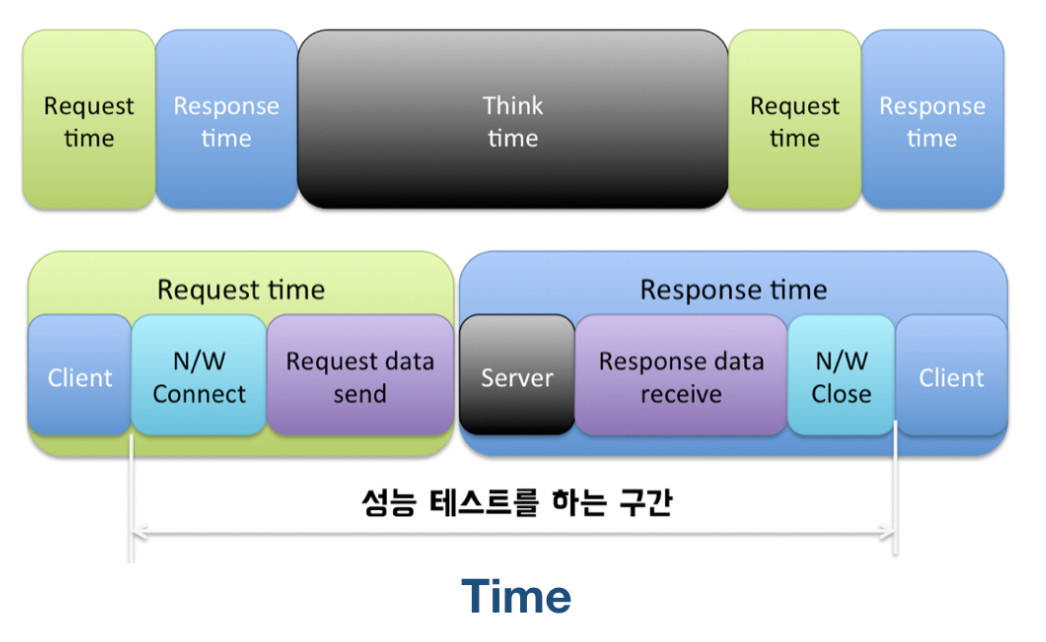 Request
time
Response
time
Think
time
Request
time
Response
time
Request time
Response time
Client
N/W
Connect
Request data
send
Server
Response data
receive
N/W
Close
Client
성능 테스트를 하는 구간
Time